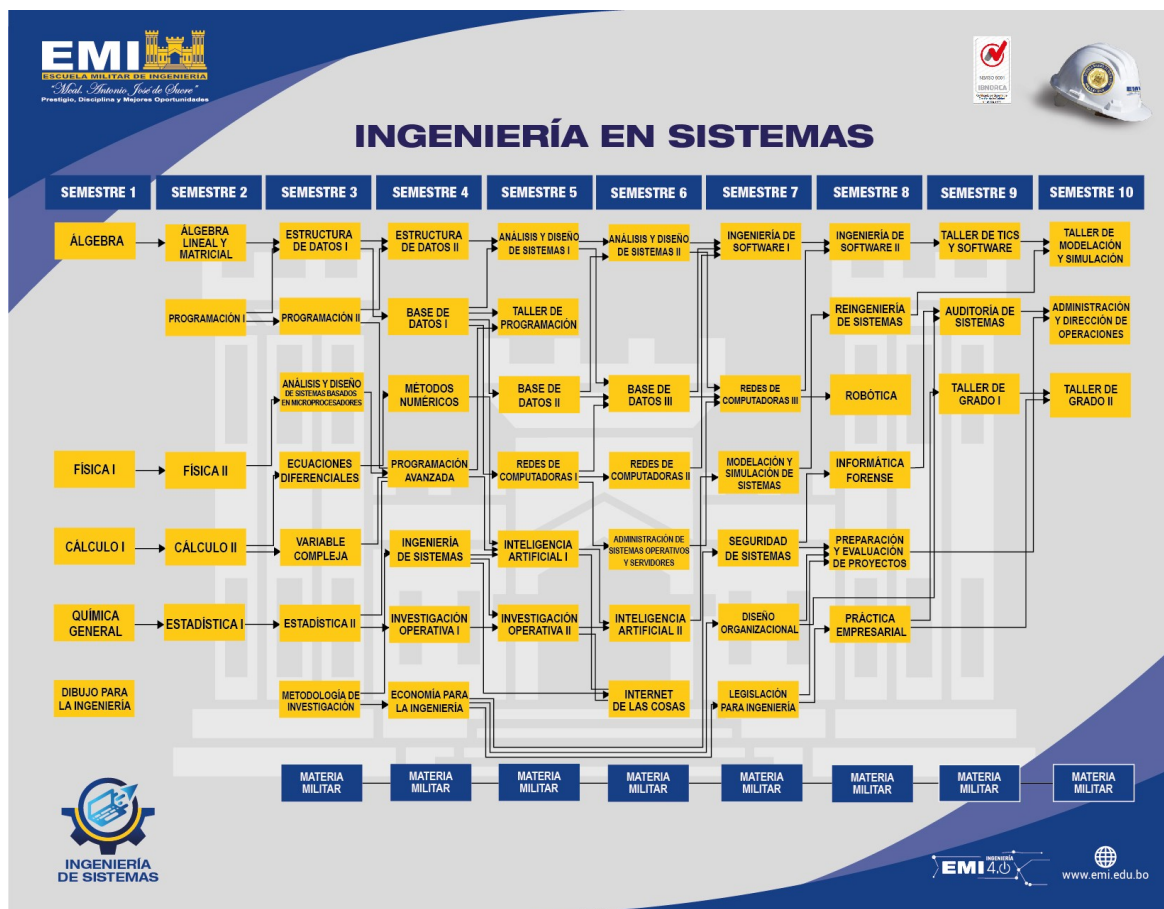 EMI
ESCUELA MILITAR DE INGENIERÍA
"Mcal. Antonio José de Sucre"
Prestigio, Disciplina y Mejores Oportunidades
IBNORCA
EMI
INGENIERÍA EN SISTEMAS
SEMESTRE 1
SEMESTRE 2
SEMESTRE 3
SEMESTRE 4
SEMESTRE 5
SEMESTRE 6
SEMESTRE 7
SEMESTRE 8
SEMESTRE 9
SEMESTRE 10
ÁLGEBRA
ÁLGEBRA
LINEAL Y
MATRICIAL
ESTRUCTURA
DE DATOS I
ESTRUCTURA
DE DATOS II
ANÁLISIS Y DISEÑO
DE SISTEMAS I
ANÁLISIS Y DISEÑO
DE SISTEMAS II
INGENIERÍA DE
SOFTWARE I
INGENIERÍA DE
SOFTWARE II
TALLER DE TICS
Y SOFTWARE
TALLER DE
MODELACIÓN
Y SIMULACIÓN
PROGRAMACIÓN I
PROGRAMACIÓN II
BASE DE
DATOS I
TALLER DE
PROGRAMACIÓN
REINGENIERÍA
DE SISTEMAS
AUDITORÍA DE
SISTEMAS
ADMINISTRACIÓN
Y DIRECCIÓN DE
OPERACIONES
ANÁLISIS Y DISEÑO
DE SISTEMAS BASADOS
EN MICROPROCESADORES
MÉTODOS
NUMÉRICOS
BASE DE
DATOS II
BASE DE
DATOS III
REDES DE
COMPUTADORAS III
ROBÓTICA
TALLER DE
GRADO I
TALLER DE
GRADO II
FÍSICA I
FÍSICA II
ECUACIONES
DIFERENCIALES
PROGRAMACIÓN
AVANZADA
REDES DE
COMPUTADORAS I
REDES DE
COMPUTADORAS II
MODELACIÓN Y
SIMULACIÓN DE
SISTEMAS
INFORMÁTICA
FORENSE
CÁLCULO I
CÁLCULO II
VARIABLE
COMPLEJA
INGENIERÍA
DE SISTEMAS
INTELIGENCIA
ARTIFICIAL I
ADMINISTRACIÓN DE
SISTEMAS OPERATIVOS
Y SERVIDORES
SEGURIDAD
DE SISTEMAS
PREPARACIÓN
Y EVALUACIÓN
DE PROYECTOS
QUÍMICA
GENERAL
ESTADÍSTICA I
ESTADÍSTICA II
INVESTIGACIÓN
OPERATIVA I
INVESTIGACIÓN
OPERATIVA II
INTELIGENCIA
ARTIFICIAL II
DISEÑO
ORGANIZACIONAL
PRÁCTICA
EMPRESARIAL
DIBUJO PARA
LA INGENIERÍA
METODOLOGÍA DE
INVESTIGACIÓN
ECONOMÍA PARA
LA INGENIERÍA
INTERNET
DE LAS COSAS
LEGISLACIÓN
PARA INGENIERÍA
MATERIA
MILITAR
MATERIA
MILITAR
MATERIA
MILITAR
MATERIA
MILITAR
MATERIA
MILITAR
MATERIA
MILITAR
MATERIA
MILITAR
MATERIA
MILITAR
INGENIERÍA
DE SISTEMAS
EMI INGENIERÍA 4.0
www.emi.edu.bo